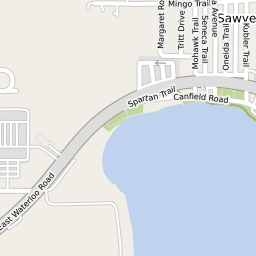 Mingo Trail
Margaret Ro
Tritt Drive
Mohawk Trail
Seneca Trail
a Avenue
Oneida Trail
Kubler Trail
Sawye
Spartan Trail
Canfield Road
East Waterloo Road